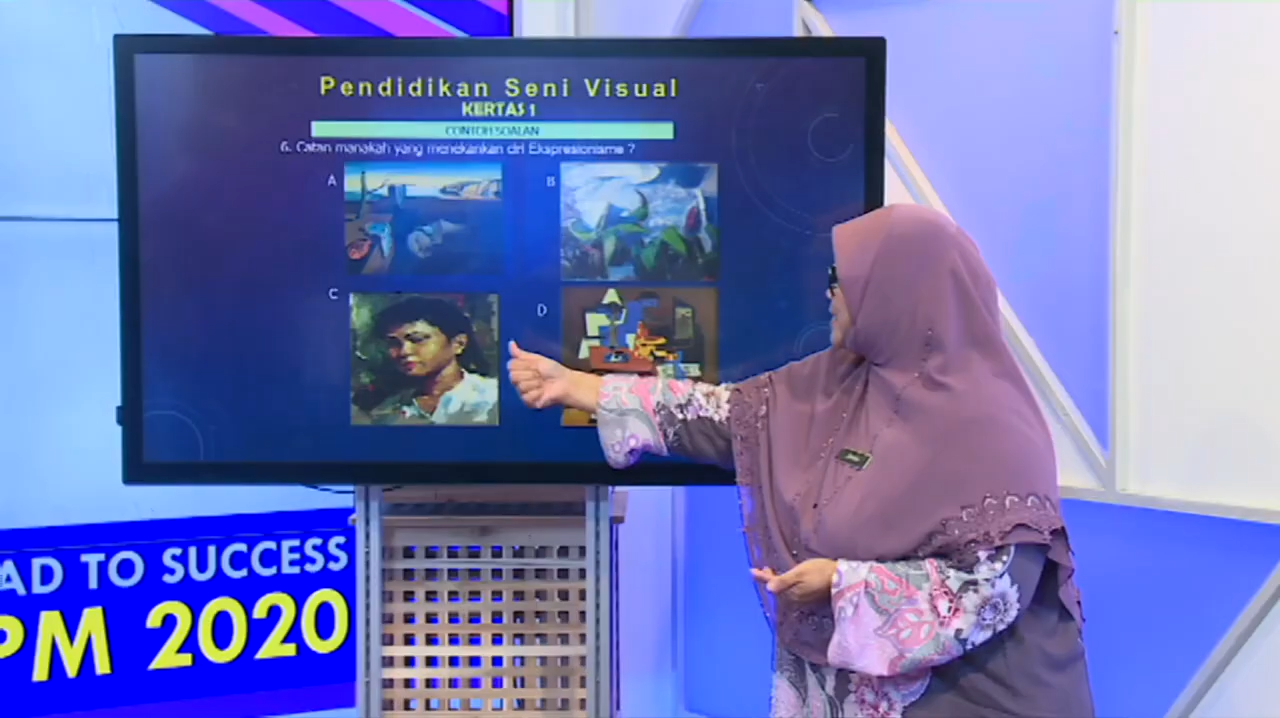 Pendidikan Seni Visual
KERTAS 1
CONTOH SOALAN
6. Catan manakah yang menekankan ciri Ekspresionisme ?
A
B
C
D
AD TO SUCCESS
PM 2020